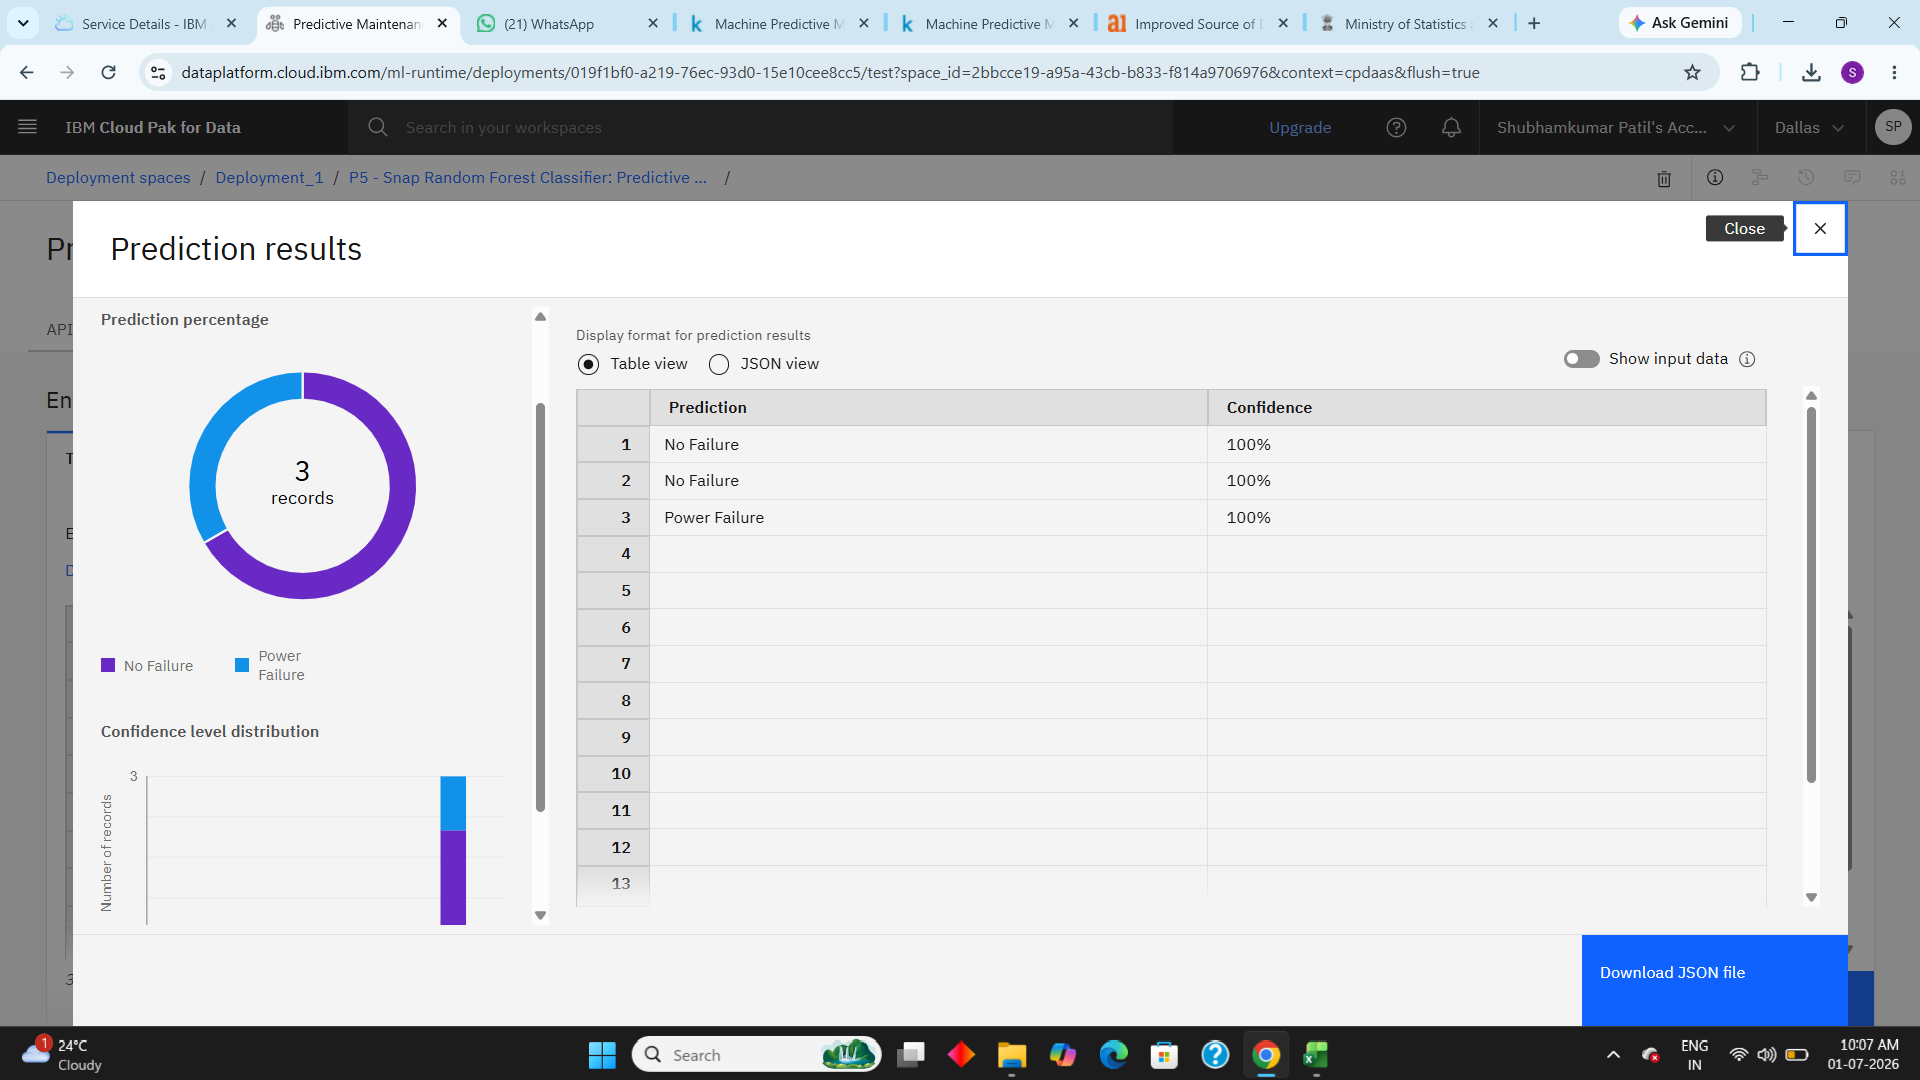 Service Details - IBM
Predictive Maintenan
(21) WhatsApp
Machine Predictive M
Machine Predictive M
Improved Source of D
Ministry of Statistics a
Ask Gemini
dataplatform.cloud.ibm.com/ml-runtime/deployments/019f1bf0-a219-76ec-93d0-15e10cee8cc5/test?space_id=2bbcce19-a95a-43cb-b833-f814a9706976&context=cpdaas&flush=true
S
IBM Cloud Pak for Data
Search in your workspaces
Upgrade
Shubhamkumar Patil's Acc...
Dallas
SP
Deployment spaces / Deployment_1 / P5 - Snap Random Forest Classifier: Predictive ... /
Pr
API
En
Prediction results
Close
Prediction percentage
3
records
No Failure
Power
Failure
Confidence level distribution
3
Number of records
Display format for prediction results
Table view
JSON view
Show input data
Prediction Confidence
1 No Failure 100%
2 No Failure 100%
3 Power Failure 100%
4
5
6
7
8
9
10
11
12
13
Download JSON file
1
24°C
Cloudy
Search
ENG
IN
10:07 AM
01-07-2026